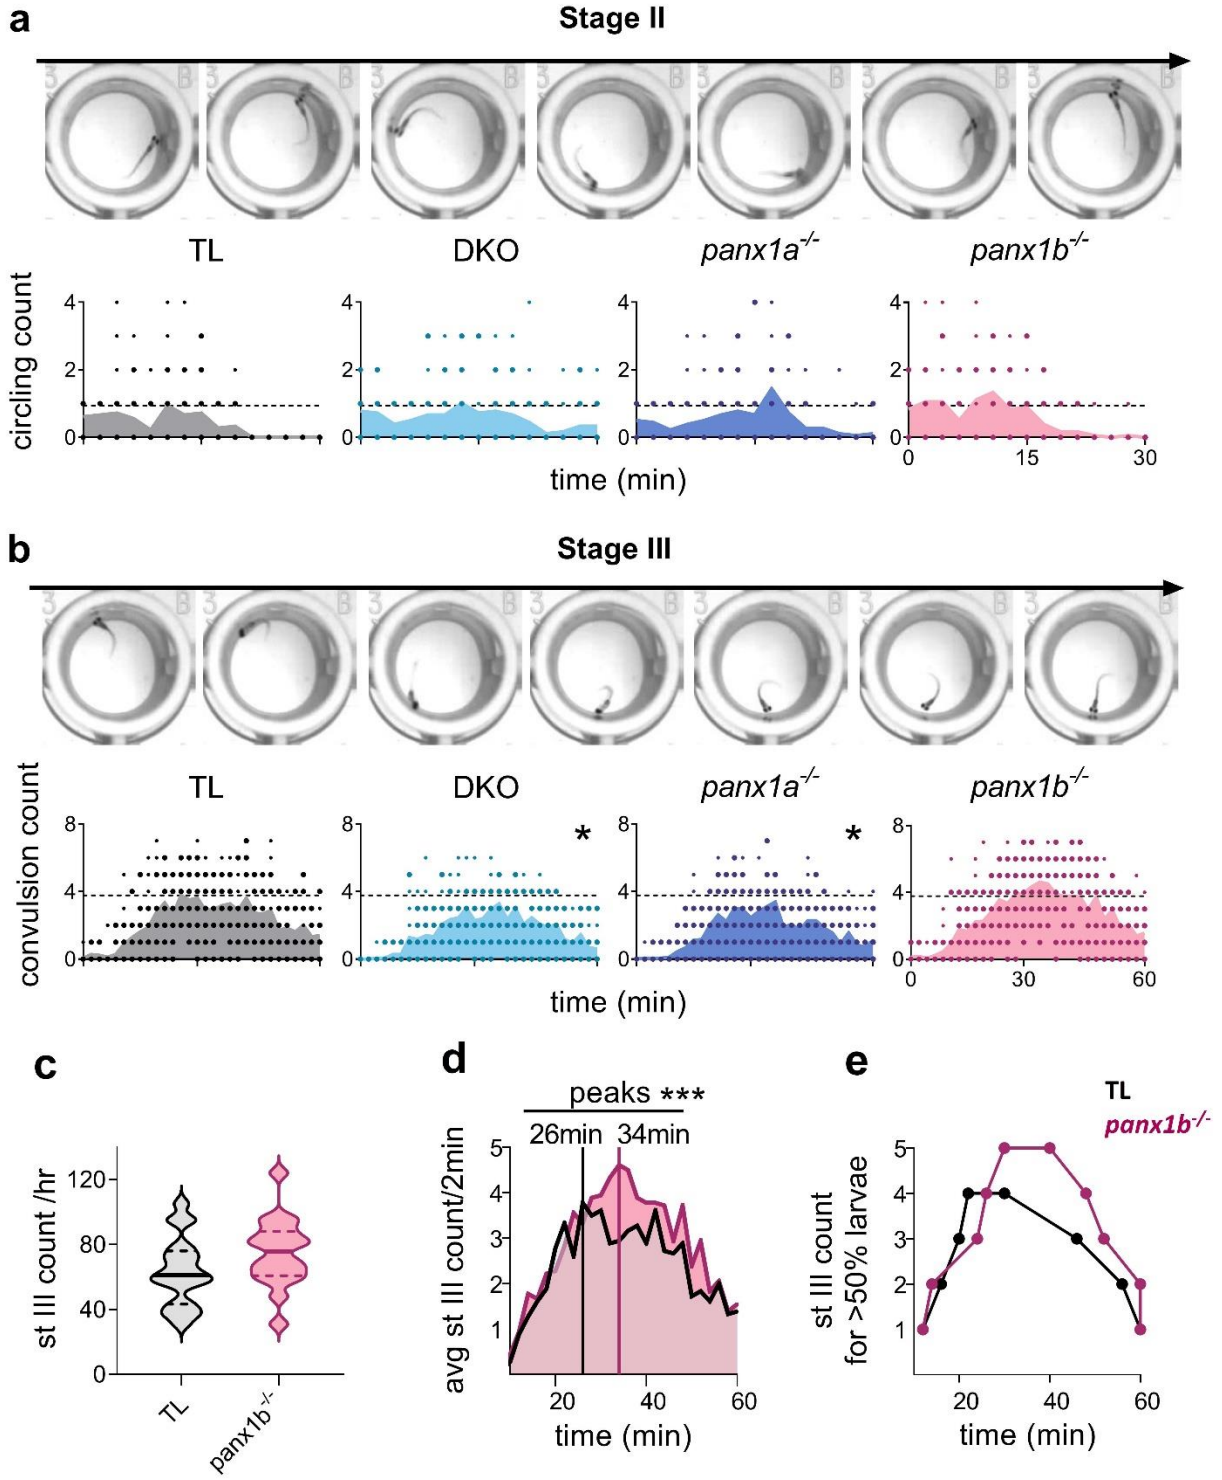 a
Stage II
TL DKO panx1a-/- panx1b-/-
circling count
4 4 4 4
2 2 2 2
0 0 0 0
0 15 30
time (min)
b
Stage III
TL DKO panx1a-/- panx1b-/-
convulsion count
8 8 8 8
* *
4 4 4 4
0 0 0 0
0 30 60
time (min)
c
st III count /hr
120
80
40
0
TL panx1b-/-
d
peaks ***
26min 34min
avg st III count/2min
5
4
3
2
1
20 40 60
time (min)
e
TL
panx1b-/-
st III count
for >50% larvae
5
4
3
2
1
20 40 60
time (min)